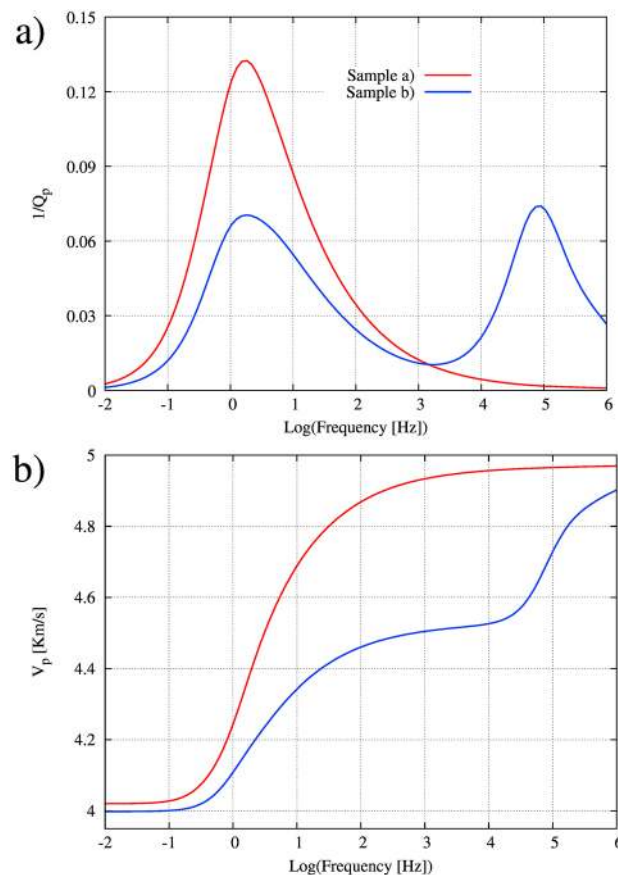 a)
0.15
0.12
0.09
0.06
0.03
0
1/Qp
Sample a)
Sample b)
-2 -1 0 1 2 3 4 5 6
Log(Frequency [Hz])
b)
5
4.8
4.6
4.4
4.2
4
Vp [Km/s]
-2 -1 0 1 2 3 4 5 6
Log(Frequency [Hz])